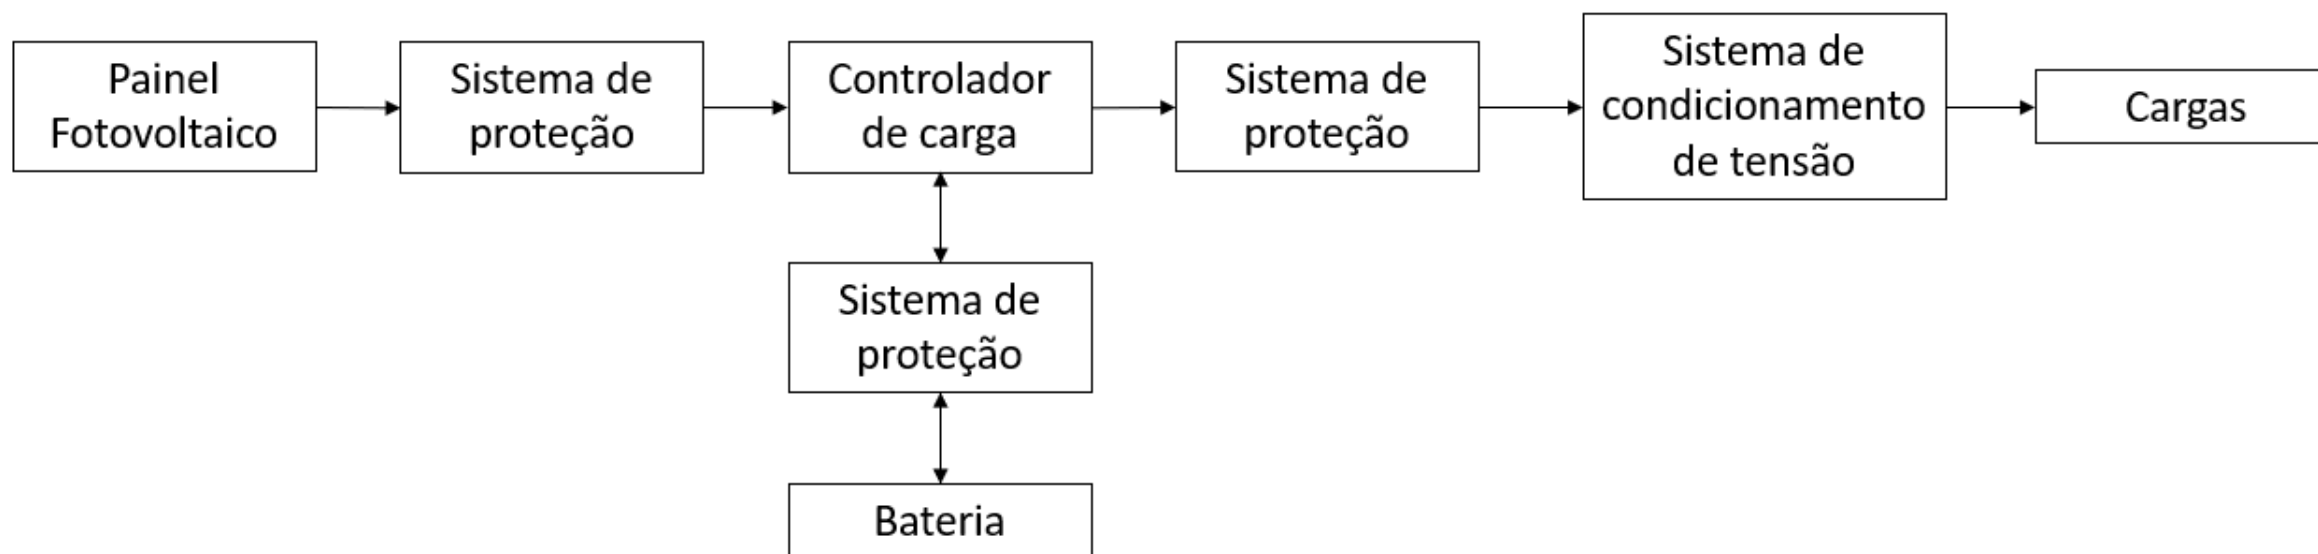 Painel
Fotovoltaico
Sistema de
proteção
Controlador
de carga
Sistema de
proteção
Sistema de
condicionamento
de tensão
Cargas
Sistema de
proteção
Bateria